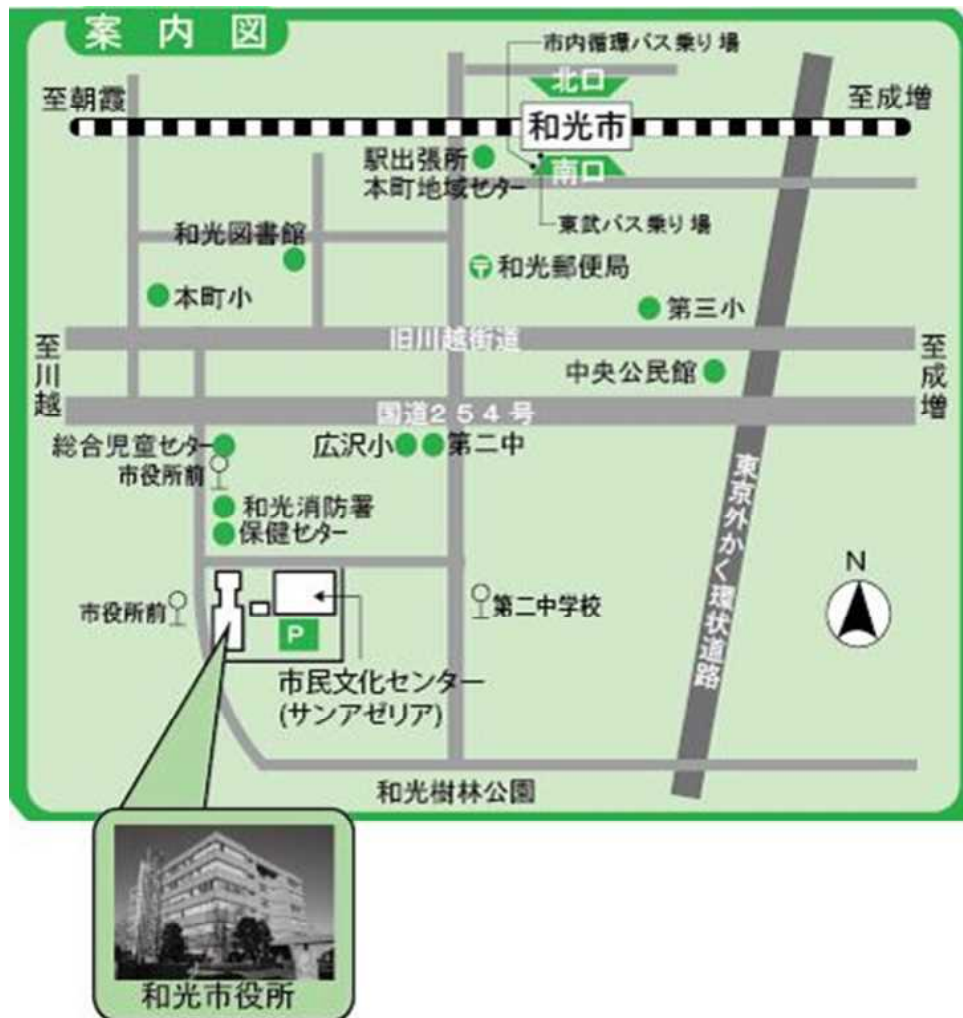 案内図
市内循環バス乗り場
北口
至朝霞
至成増
和光市
駅出張所
本町地域センター
南口
東武バス乗り場
和光図書館
〒和光郵便局
本町小
第三小
旧川越街道
至川越
至成増
中央公民館
国道254号
総合児童センター
広沢小
第二中
市役所前
和光消防署
保健センター
東京外かく環状道路
N
市役所前
第二中学校
P
市民文化センター
(サンアゼリア)
和光樹林公園
和光市役所